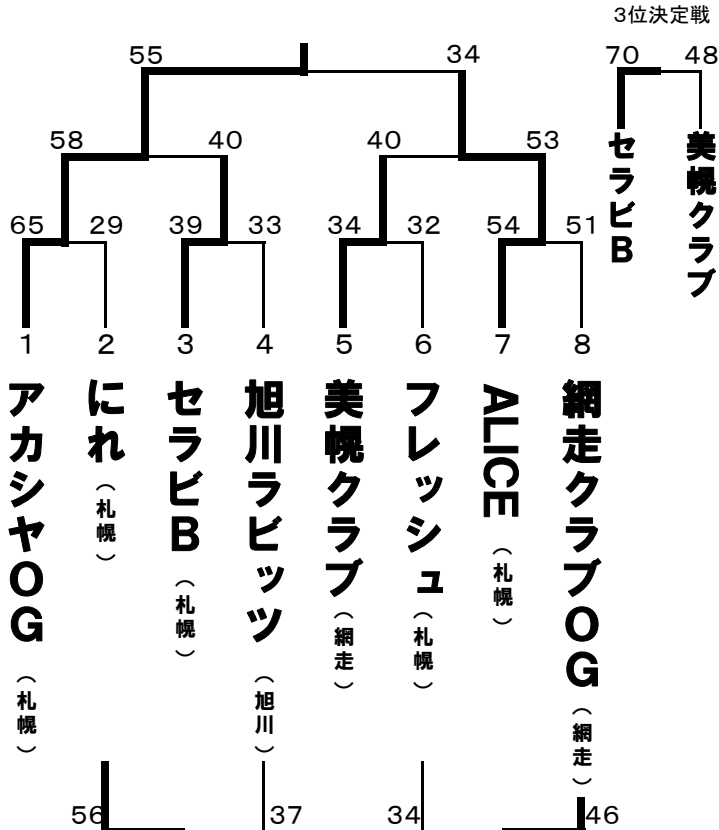 3位決定戦
55 34 70 48
58 40 40 53
65 29 39 33 34 32 54 51
セラビB
美幌クラブ
1 2 3 4 5 6 7 8
アカシヤOG（札幌）
にれ（札幌）
セラビB（札幌）
旭川ラビッツ（旭川）
美幌クラブ（網走）
フレッシュ（札幌）
ALICE（札幌）
網走クラブOG（網走）
56 37 34 46